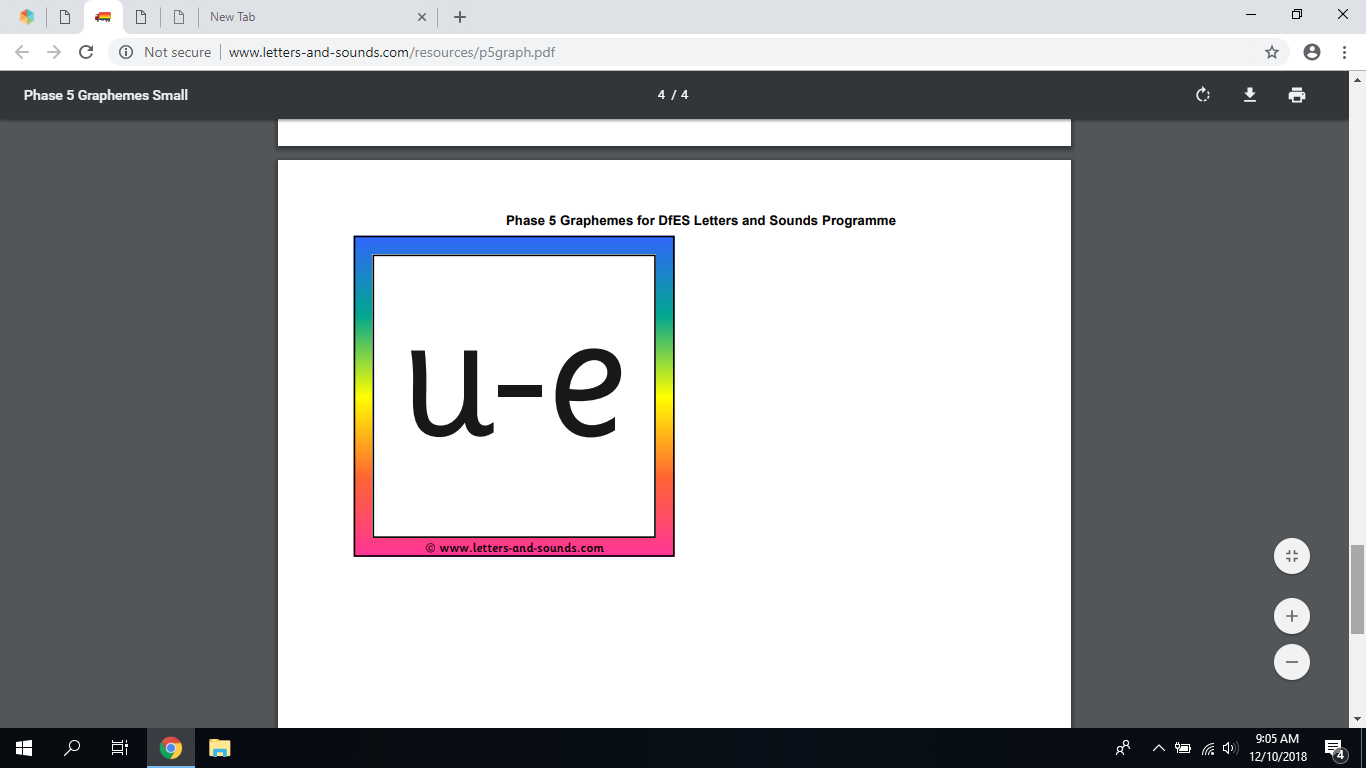 New Tab
Not secure www.letters-and-sounds.com/resources/p5graph.pdf
Phase 5 Graphemes Small 4 / 4
Phase 5 Graphemes for DfES Letters and Sounds Programme
u-e
© www.letters-and-sounds.com
9:05 AM
12/10/2018
4